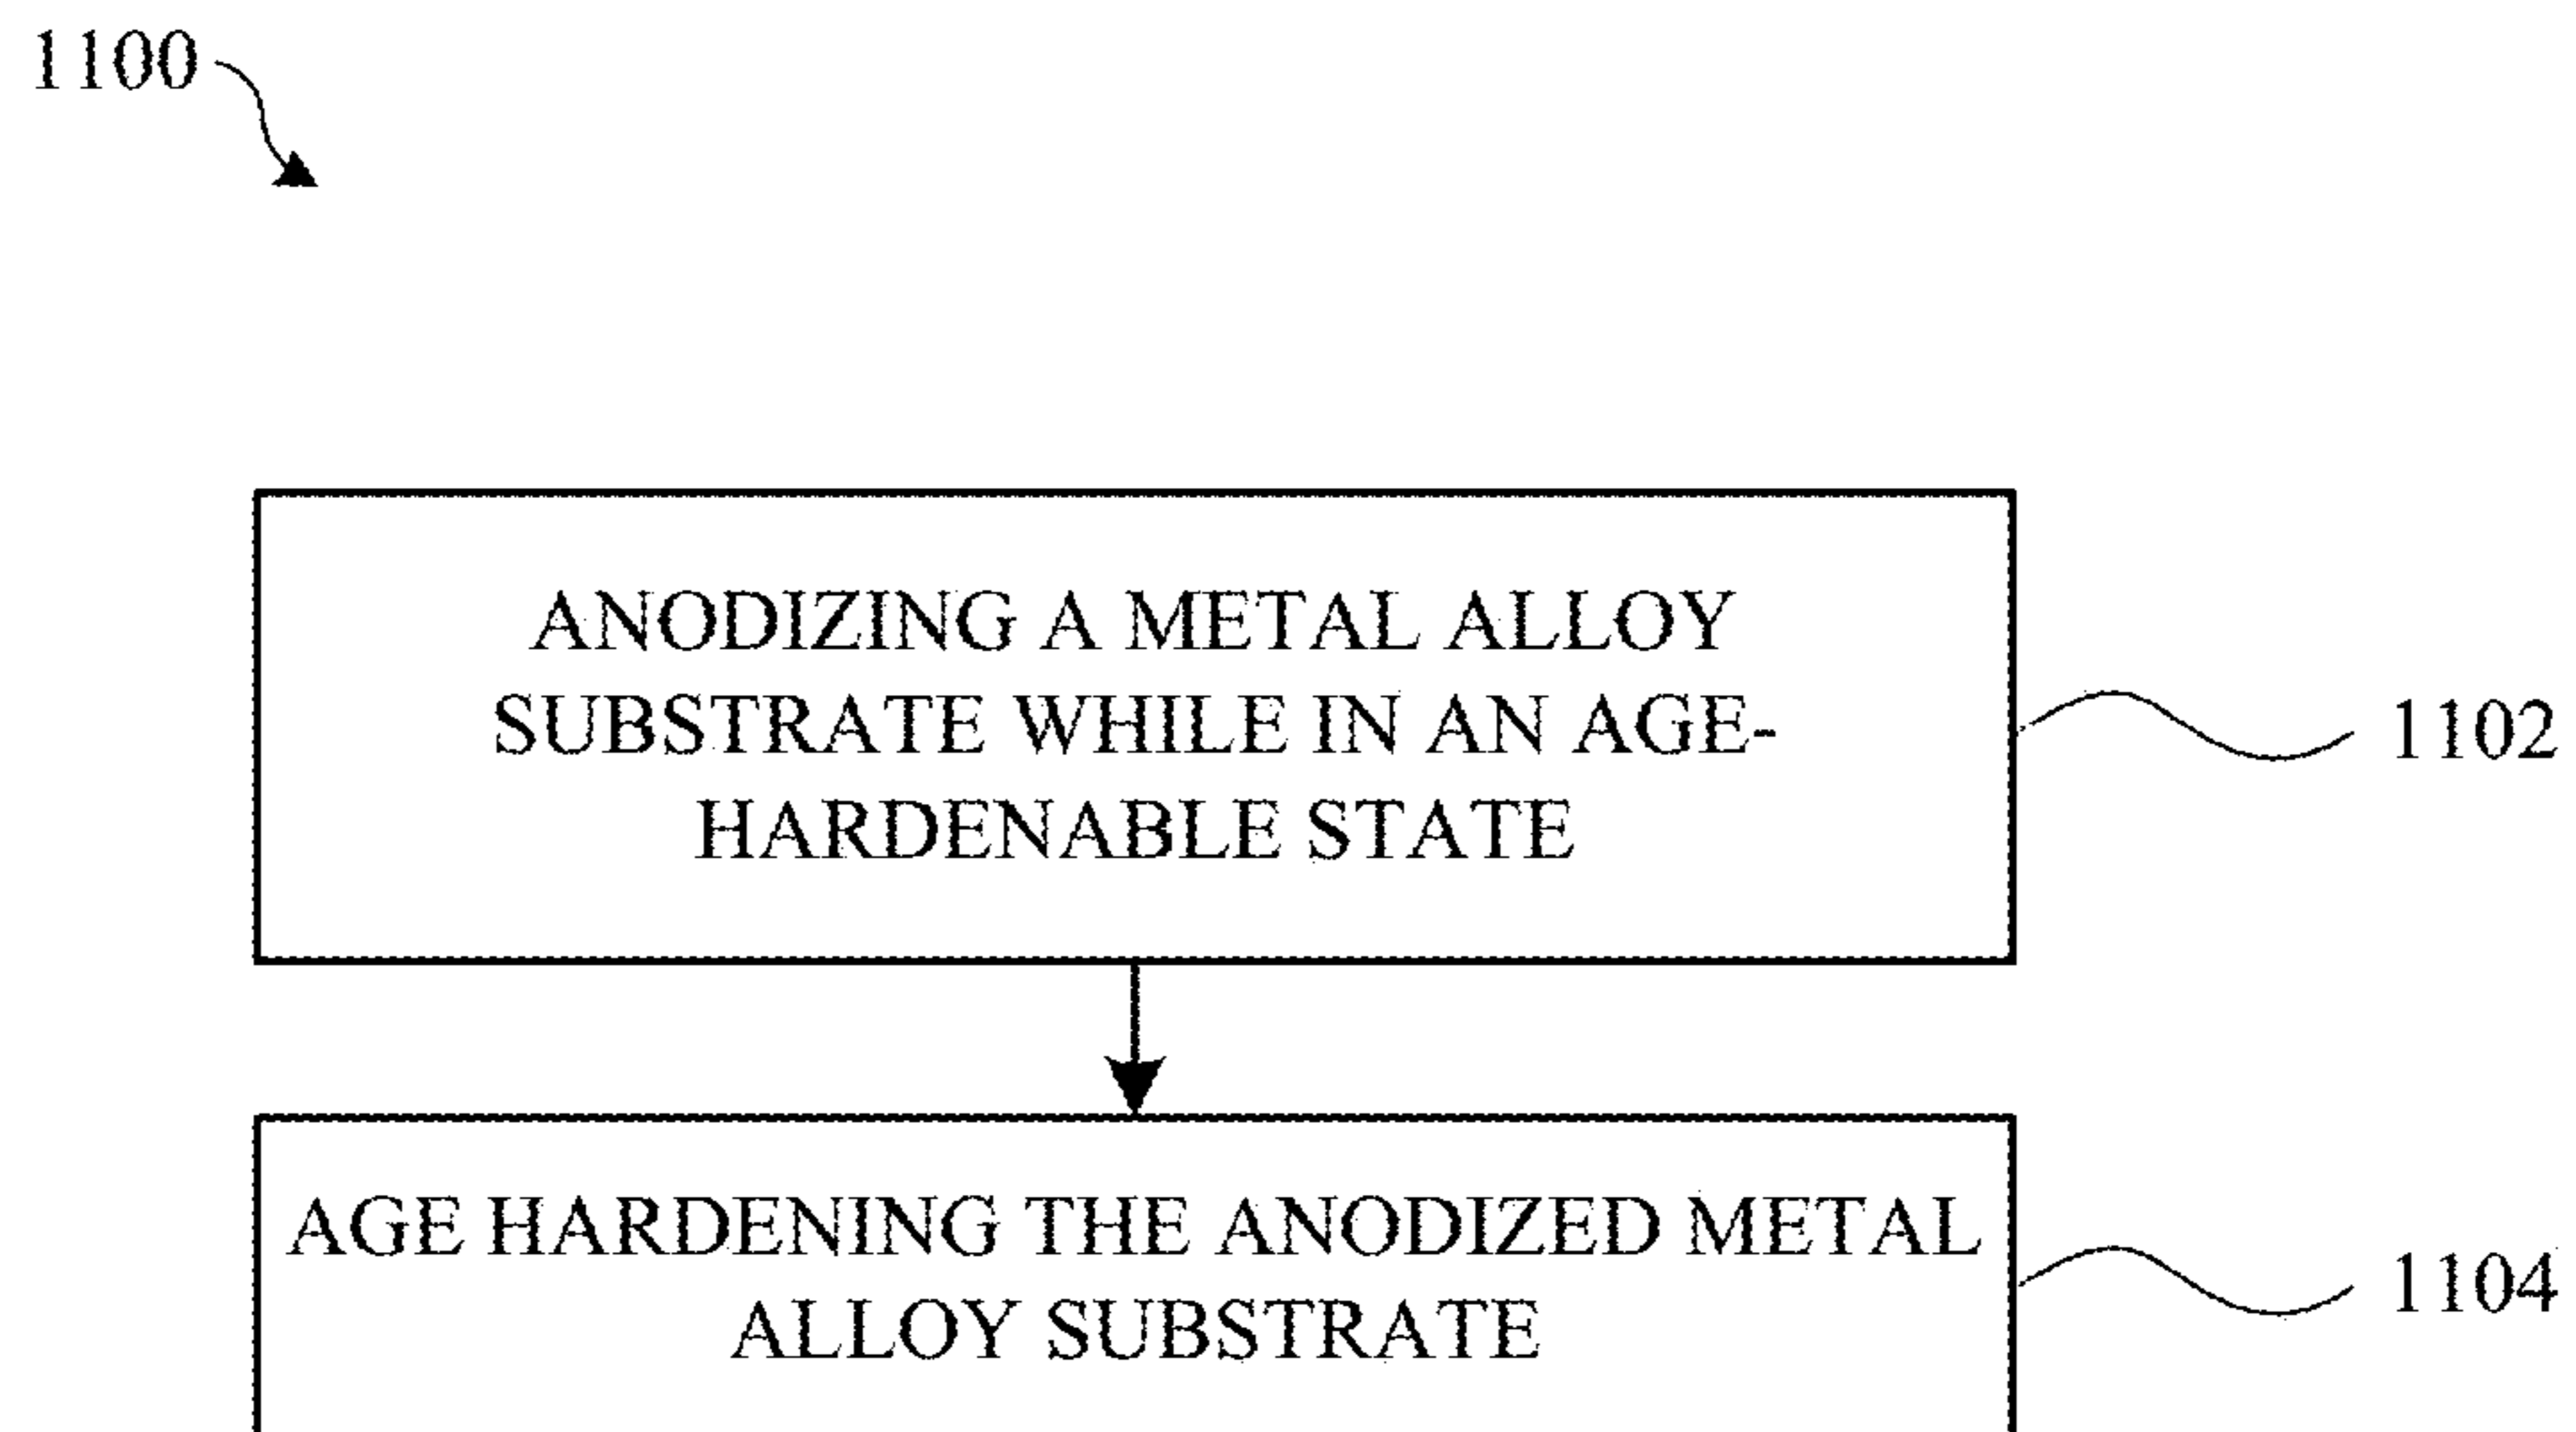 1100
ANODIZING A METAL ALLOY
SUBSTRATE WHILE IN AN AGE-
HARDENABLE STATE
1102
AGE HARDENING THE ANODIZED METAL
ALLOY SUBSTRATE
1104